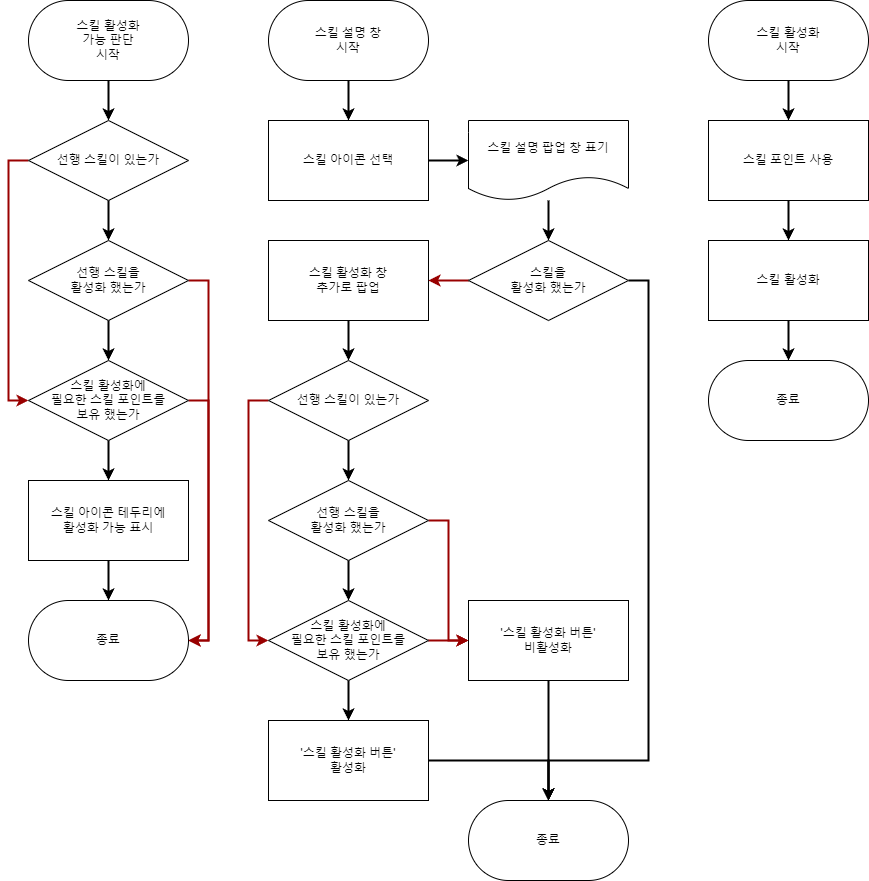 스킬 활성화
가능 판단
시작
선행 스킬이 있는가
선행 스킬을
활성화 했는가
스킬 활성화에
필요한 스킬 포인트를
보유 했는가
스킬 아이콘 테두리에
활성화 가능 표시
종료
스킬 설명 창
시작
스킬 아이콘 선택
스킬 설명 팝업 창 표기
스킬을
활성화 했는가
스킬 활성화 창
추가로 팝업
선행 스킬이 있는가
선행 스킬을
활성화 했는가
스킬 활성화에
필요한 스킬 포인트를
보유 했는가
'스킬 활성화 버튼'
비활성화
'스킬 활성화 버튼'
활성화
종료
스킬 활성화
시작
스킬 포인트 사용
스킬 활성화
종료